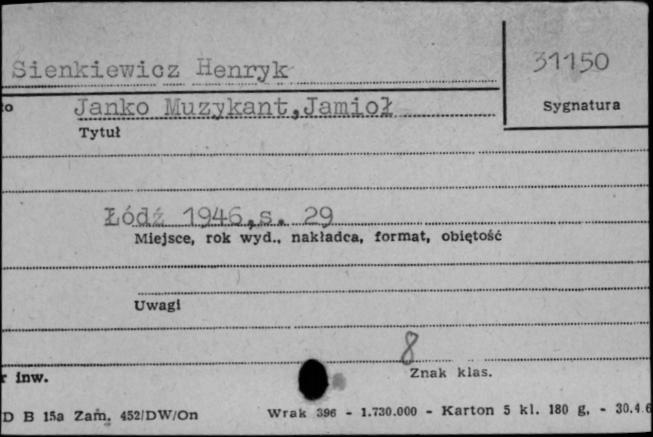 Sienkiewicz Henryk
31150
Sygnatura
Janko Muzykant,Jamioł
Tytuł
Łódź 1946,s. 29
Miejsce, rok wyd., nakładca, format, objętość
Uwagi
8
Znak klas.
r inw.
D B 15a Zam. 452/DW/On
Wrak 396 - 1.730.000 - Karton 5 kl. 180 g. - 30.4.6